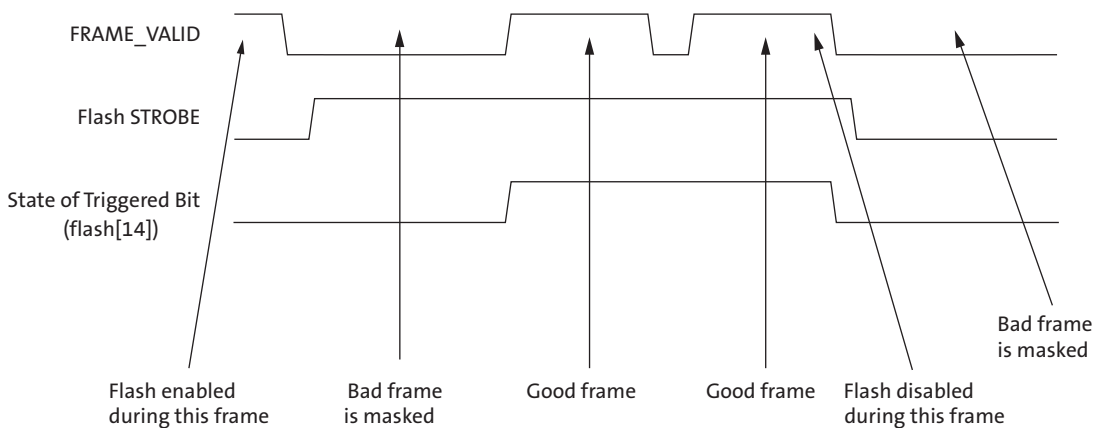 FRAME_VALID
Flash STROBE
State of Triggered Bit
(flash[14])
Bad frame
is masked
Flash enabled
during this frame
Bad frame
is masked
Good frame
Good frame
Flash disabled
during this frame